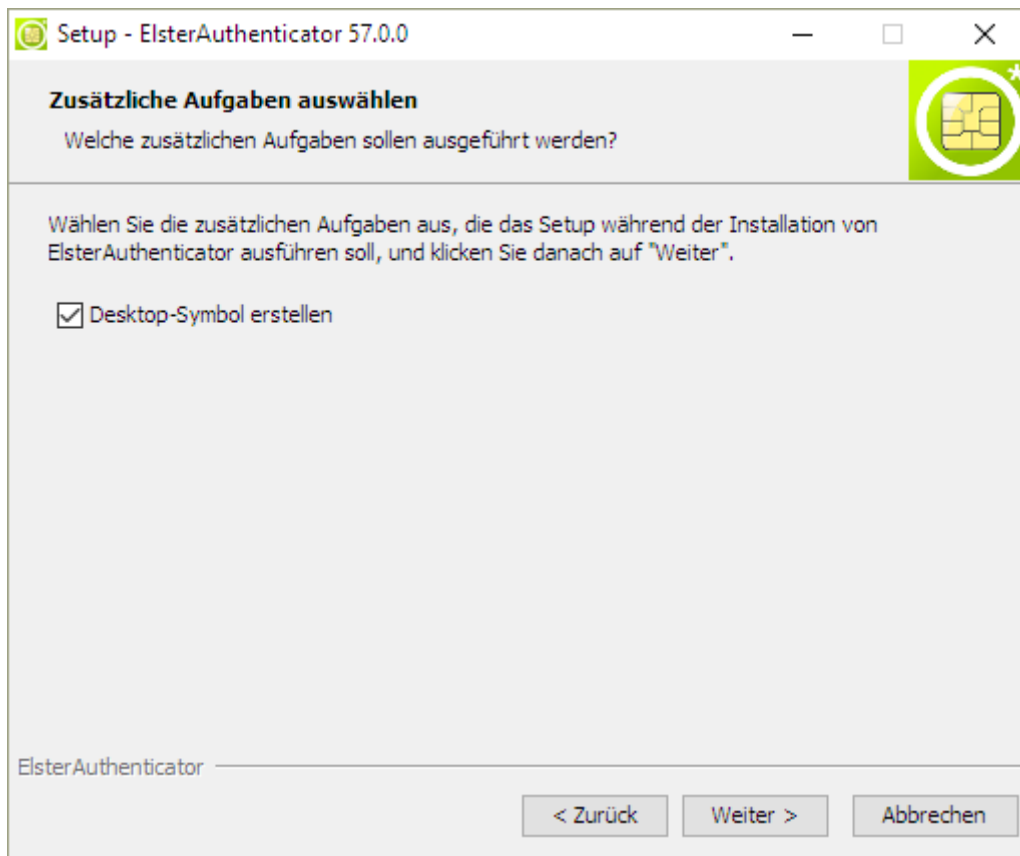 Setup - ElsterAuthenticator 57.0.0
Zusätzliche Aufgaben auswählen
Welche zusätzlichen Aufgaben sollen ausgeführt werden?
Wählen Sie die zusätzlichen Aufgaben aus, die das Setup während der Installation von
ElsterAuthenticator ausführen soll, und klicken Sie danach auf "Weiter".
Desktop-Symbol erstellen
ElsterAuthenticator
< Zurück
Weiter >
Abbrechen